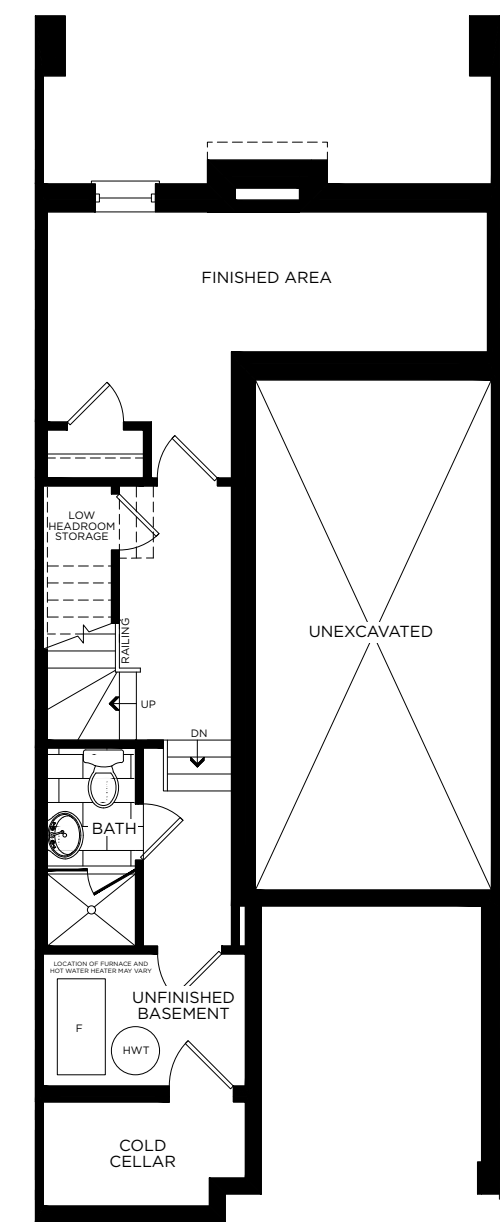 FINISHED AREA
LOW
HEADROOM
STORAGE
UNEXCAVATED
RAILING
UP
DN
BATH
LOCATION OF FURNACE AND
HOT WATER HEATER MAY VARY
UNFINISHED
BASEMENT
F
HWT
COLD
CELLAR